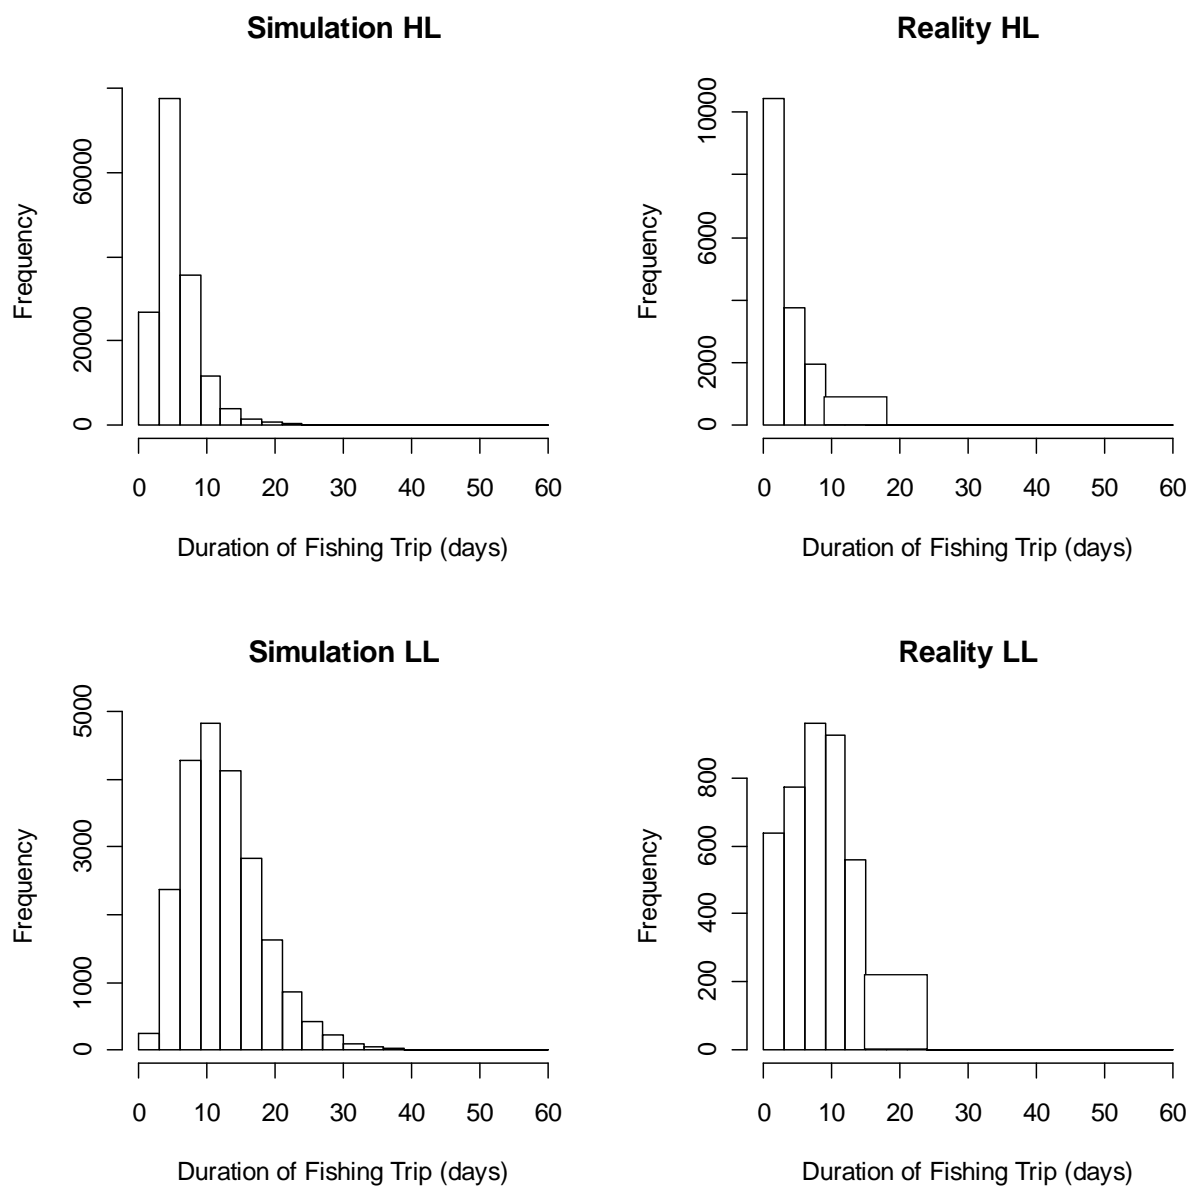 Simulation HL
Frequency
0 20000 60000
0 10 20 30 40 50 60
Duration of Fishing Trip (days)
Reality HL
Frequency
0 2000 6000 10000
0 10 20 30 40 50 60
Duration of Fishing Trip (days)
Simulation LL
Frequency
0 1000 3000 5000
0 10 20 30 40 50 60
Duration of Fishing Trip (days)
Reality LL
Frequency
0 200 400 600 800
0 10 20 30 40 50 60
Duration of Fishing Trip (days)